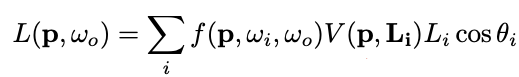 L(p, ω_o) = ∑_i f(p, ω_i, ω_o)V(p, L_i)L_i cos θ_i